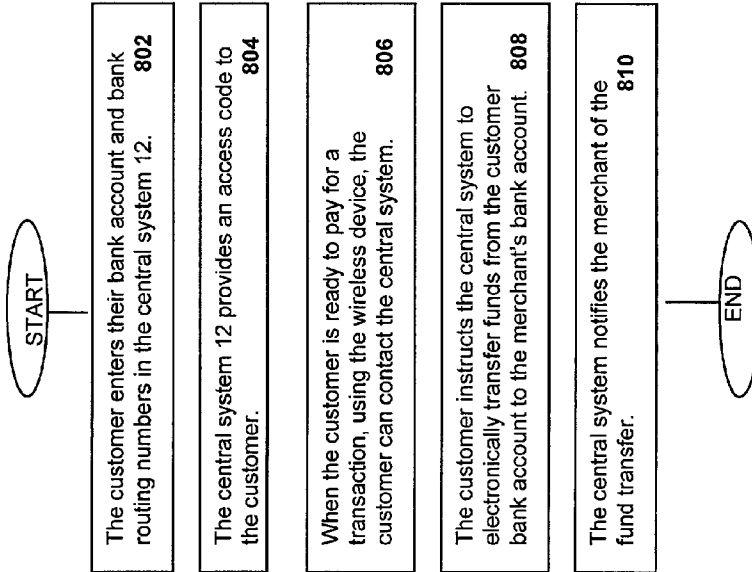 START
The customer enters their bank account and bank
routing numbers in the central system 12. 802
The central system 12 provides an access code to
the customer. 804
When the customer is ready to pay for a
transaction, using the wireless device, the
customer can contact the central system. 806
The customer instructs the central system to
electronically transfer funds from the customer
bank account to the merchant's bank account. 808
The central system notifies the merchant of the
fund transfer. 810
END